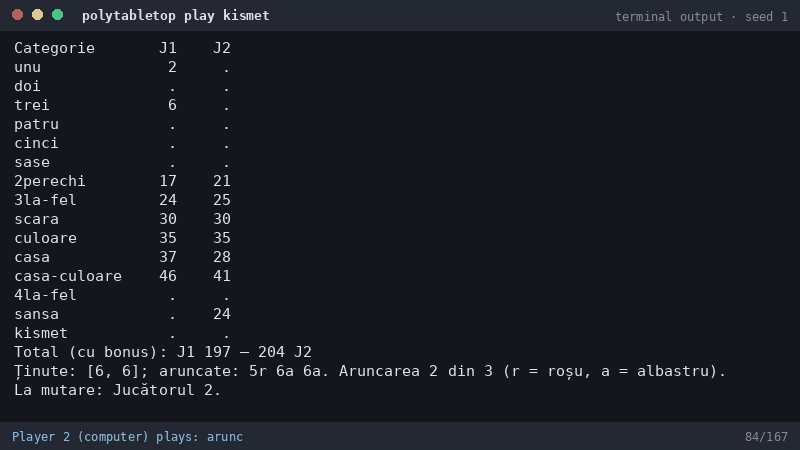 polytabletop play kismet
terminal output · seed 1
Categorie J1 J2
unu 2 .
doi . .
trei 6 .
patru . .
cinci . .
sase . .
2perechi 17 21
3la-fel 24 25
scara 30 30
culoare 35 35
casa 37 28
casa-culoare 46 41
4la-fel . .
sansa . 24
kismet . .
Total (cu bonus): J1 197 — 204 J2
Ținute: [6, 6]; aruncate: 5r 6a 6a. Aruncarea 2 din 3 (r = roșu, a = albastru).
La mutare: Jucătorul 2.
Player 2 (computer) plays: arunc
84/167